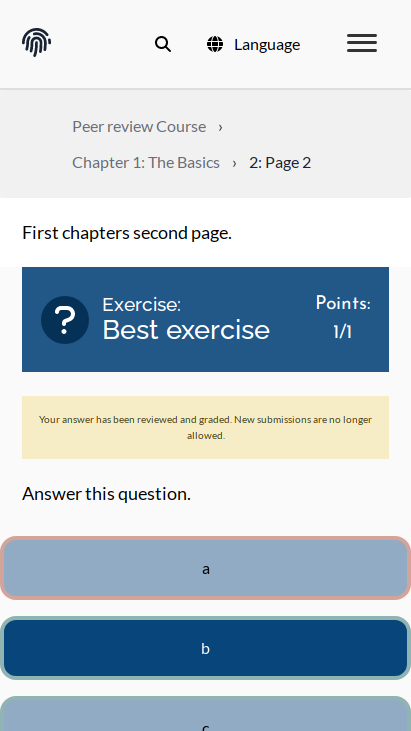 Language
Peer review Course ›
Chapter 1: The Basics › 2: Page 2
First chapters second page.
?
Exercise:
Best exercise
Points:
1/1
Your answer has been reviewed and graded. New submissions are no longer
allowed.
Answer this question.
a
b
c